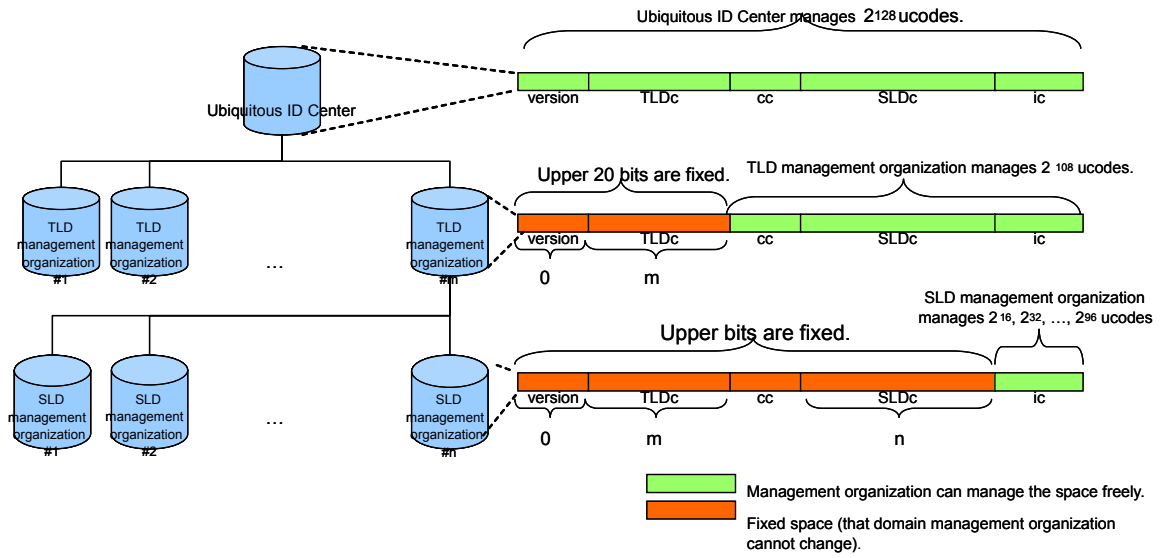 Ubiquitous ID Center manages 2128 ucodes.
Ubiquitous ID Center
version TLDc cc SLDc ic
Upper 20 bits are fixed.
TLD management organization manages 2 108 ucodes.
TLD
management
organization
#1
TLD
management
organization
#2
...
TLD
management
organization
#m
version TLDc cc SLDc ic
0 m
SLD management organization
manages 2 16, 232, ..., 296 ucodes
Upper bits are fixed.
SLD
management
organization
#1
SLD
management
organization
#2
...
SLD
management
organization
#n
version TLDc cc SLDc ic
0 m n
Management organization can manage the space freely.
Fixed space (that domain management organization
cannot change).